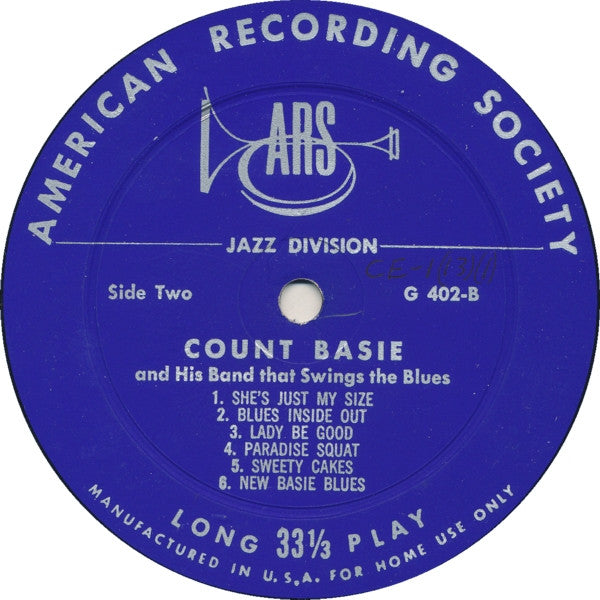 AMERICAN RECORDING SOCIETY
ARS
JAZZ DIVISION
Side Two
G 402-B
COUNT BASIE
and His Band that Swings the Blues
1. SHE'S JUST MY SIZE
2. BLUES INSIDE OUT
3. LADY BE GOOD
4. PARADISE SQUAT
5. SWEETY CAKES
6. NEW BASIE BLUES
LONG 33⅓ PLAY
MANUFACTURED IN U.S.A. FOR HOME USE ONLY